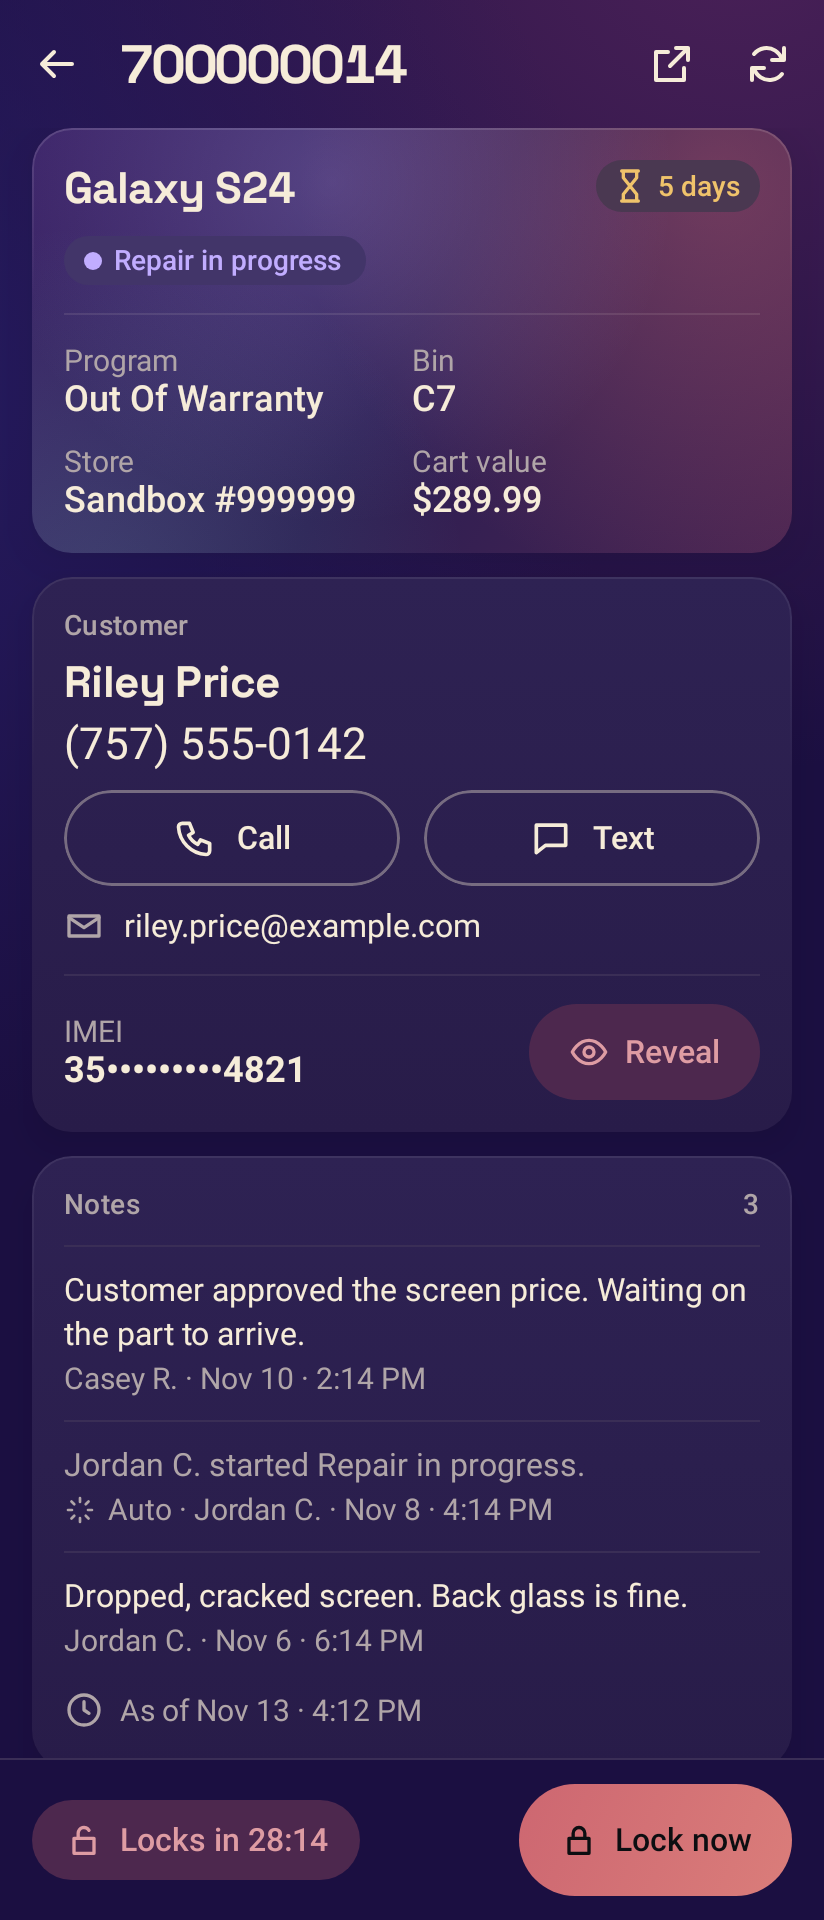 700000014
Galaxy S24
5 days
Repair in progress
Program
Bin
Out Of Warranty
C7
Store
Cart value
Sandbox #999999
$289.99
Customer
Riley Price
(757) 555-0142
Call
Text
riley.price@example.com
IMEI
35•••••••••4821
Reveal
Notes
3
Customer approved the screen price. Waiting on
the part to arrive.
Casey R. · Nov 10 · 2:14 PM
Jordan C. started Repair in progress.
Auto · Jordan C. · Nov 8 · 4:14 PM
Dropped, cracked screen. Back glass is fine.
Jordan C. · Nov 6 · 6:14 PM
As of Nov 13 · 4:12 PM
Locks in 28:14
Lock now